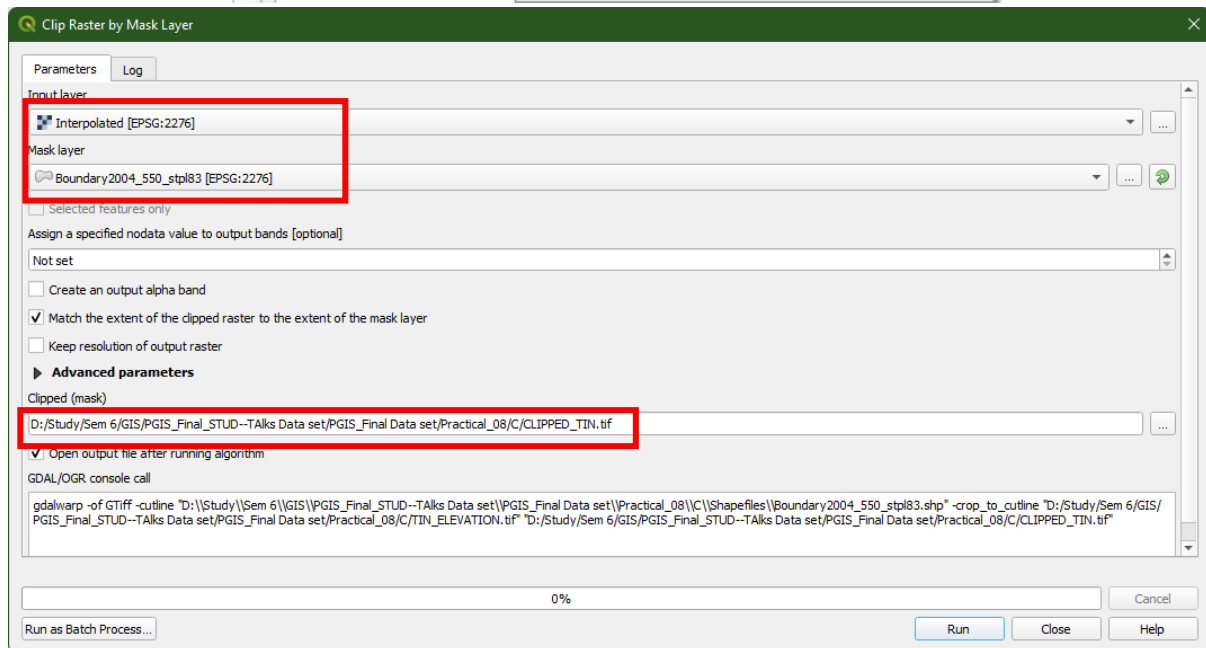 Clip Raster by Mask Layer
Parameters Log
Input layer
Interpolated [EPSG:2276]
...
Mask layer
Boundary2004_550_stpl83 [EPSG:2276]
...
Selected features only
Assign a specified nodata value to output bands [optional]
Not set
Create an output alpha band
Match the extent of the clipped raster to the extent of the mask layer
Keep resolution of output raster
Advanced parameters
Clipped (mask)
D:/Study/Sem 6/GIS/PGIS_Final_STUD--TAlks Data set/PGIS_Final Data set/Practical_08/C/CLIPPED_TIN.tif
...
Open output file after running algorithm
GDAL/OGR console call
gdalwarp -of GTiff -cutline "D:\\Study\\Sem 6\\GIS\\PGIS_Final_STUD--TAlks Data set\\PGIS_Final Data set\\Practical_08\\C\\Shapefiles\\Boundary2004_550_stpl83.shp" -crop_to_cutline "D:/Study/Sem 6/GIS/
PGIS_Final_STUD--TAlks Data set/PGIS_Final Data set/Practical_08/C/TIN_ELEVATION.tif" "D:/Study/Sem 6/GIS/PGIS_Final_STUD--TAlks Data set/PGIS_Final Data set/Practical_08/C/CLIPPED_TIN.tif"
0%
Cancel
Run as Batch Process...
Run
Close
Help